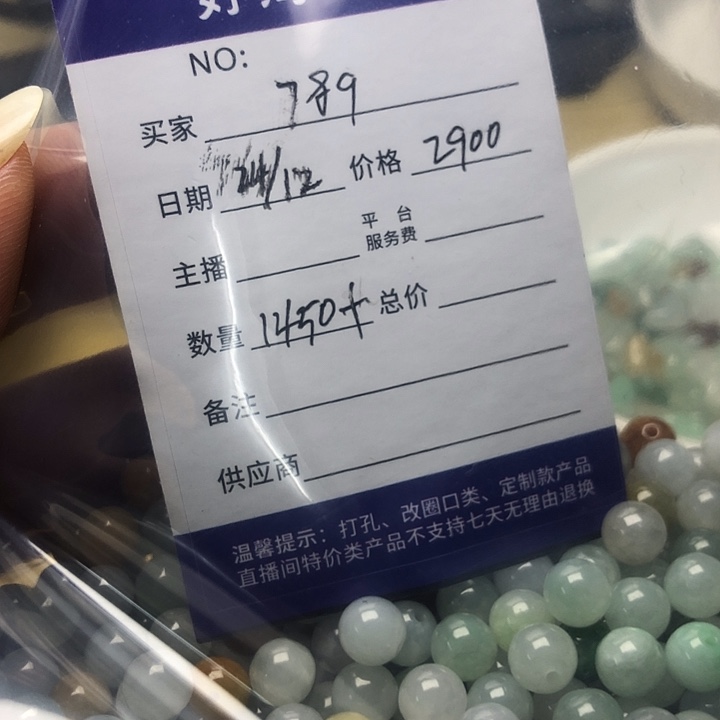 NO:
买家 789
日期 24/12 价格 2900
主播 平台服务费
数量 1450+ 总价
备注
供应商
温馨提示：打孔、改圈口类、定制款产品
直播间特价类产品不支持七天无理由退换